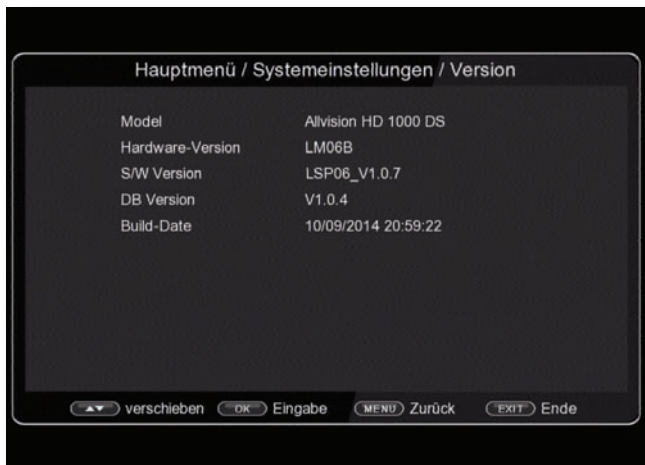 Hauptmenü / Systemeinstellungen / Version
Model Allvision HD 1000 DS
Hardware-Version LM06B
S/W Version LSP06_V1.0.7
DB Version V1.0.4
Build-Date 10/09/2014 20:59:22
verschieben OK Eingabe MENU Zurück EXIT Ende